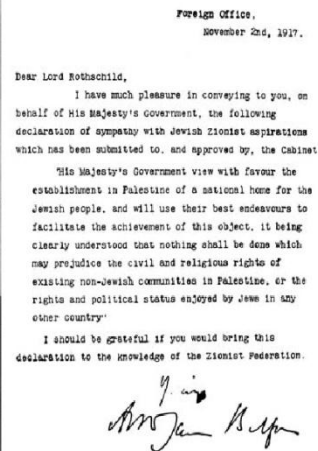 Foreign Office,
November 2nd, 1917.
Dear Lord Rothschild,
I have much pleasure in conveying to you, on
behalf of His Majesty's Government, the following
declaration of sympathy with Jewish Zionist aspirations
which has been submitted to, and approved by, the Cabinet
"His Majesty's Government view with favour the
establishment in Palestine of a national home for the
Jewish people, and will use their best endeavours to
facilitate the achievement of this object, it being
clearly understood that nothing shall be done which
may prejudice the civil and religious rights of
existing non-Jewish communities in Palestine, or the
rights and political status enjoyed by Jews in any
other country"
I should be grateful if you would bring this
declaration to the knowledge of the Zionist Federation.